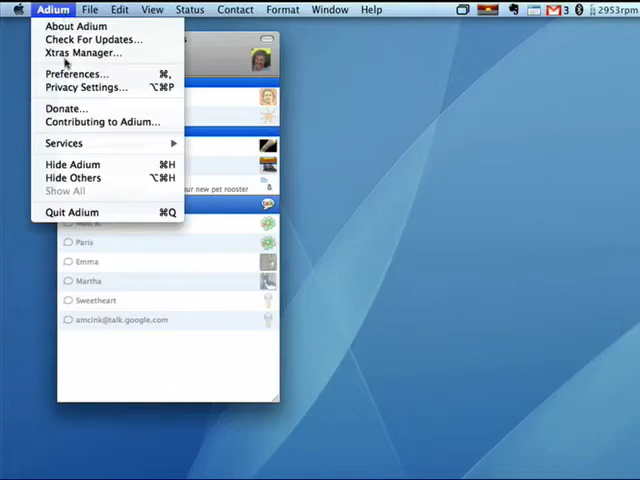 Adium File Edit View Status Contact Format Window Help 3 2953rpm
About Adium
Check For Updates...
Xtras Manager...
Preferences... ⌘,
Privacy Settings... ⌥⌘P
Donate...
Contributing to Adium...
Services
Hide Adium ⌘H
Hide Others ⌥⌘H
Show All
Quit Adium ⌘Q
our new pet rooster
Paris
Emma
Martha
Sweetheart
amcink@talk.google.com